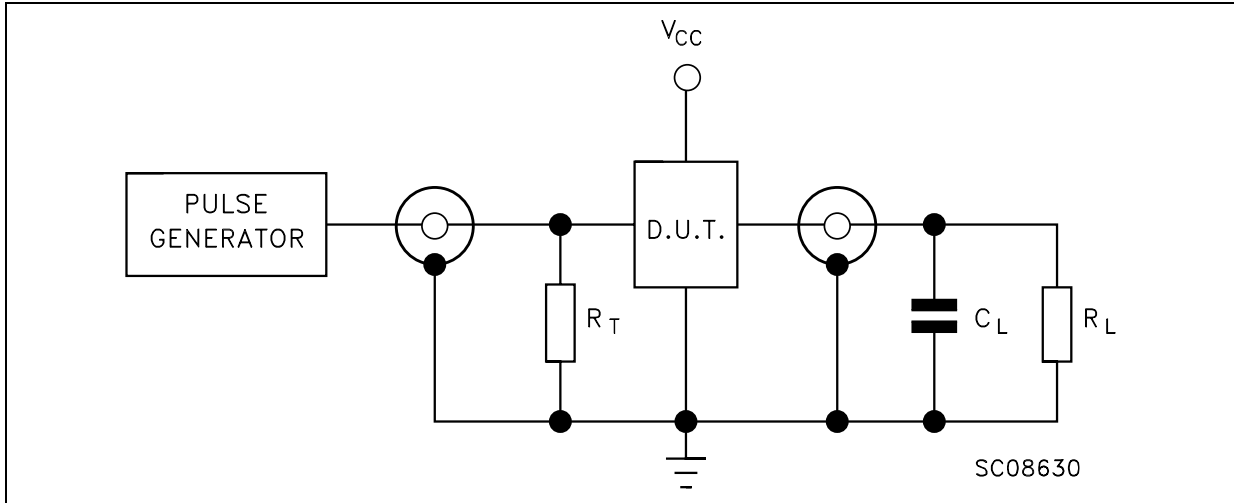 VCC
PULSE
GENERATOR
D.U.T.
RT
CL
RL
SC08630